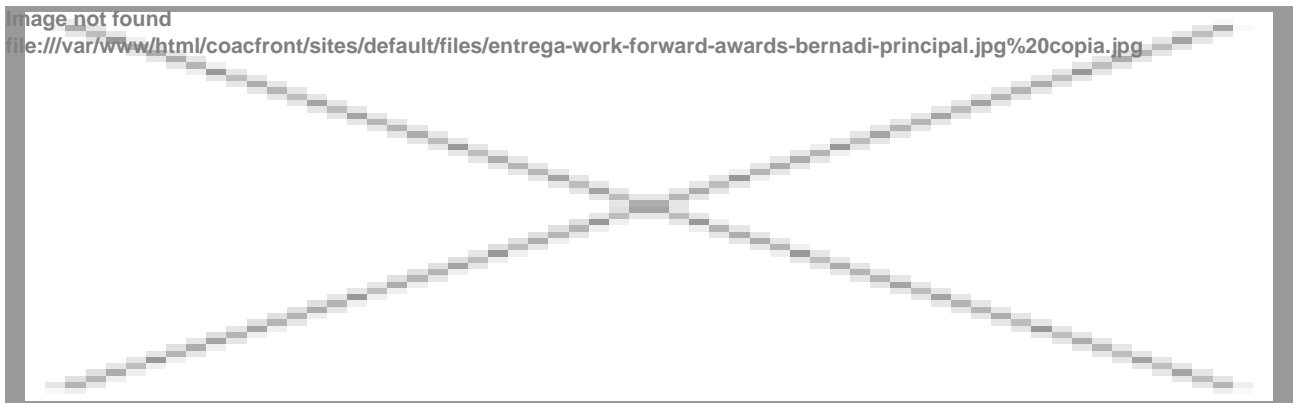 Image not found
file:///var/www/html/coacfront/sites/default/files/entrega-work-forward-awards-bernadi-principal.jpg%20copia.jpg